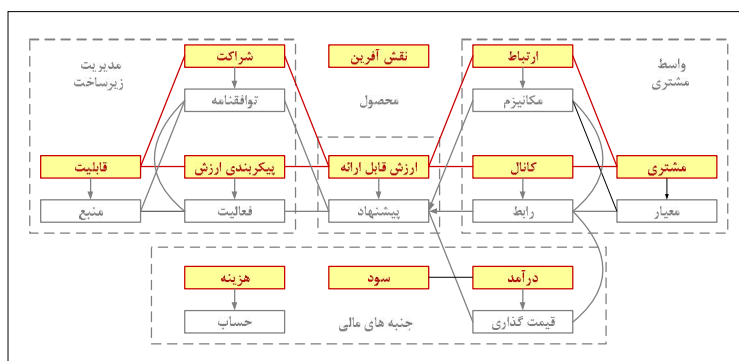 ارتباط
نقش آفرین
شراکت
واسط
مشتری
مدیریت
زیرساخت
مکانیزم
محصول
توافقنامه
مشتری
کانال
ارزش قابل ارائه
پیکربندی ارزش
قابلیت
معیار
رابط
پیشنهاد
فعالیت
منبع
درآمد
سود
هزینه
قیمت گذاری
جنبه های مالی
حساب